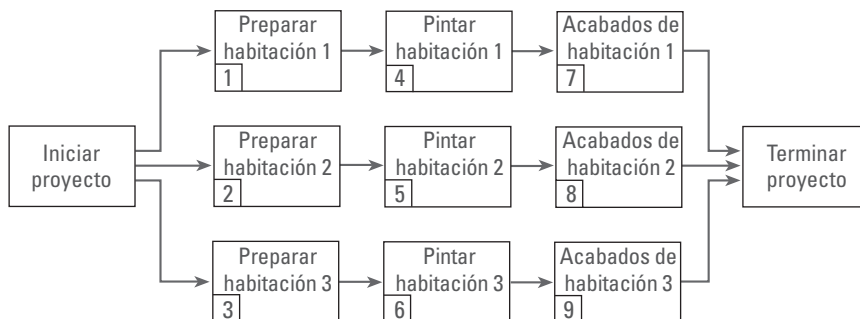 Preparar
habitación 1
1
Pintar
habitación 1
4
Acabados de
habitación 1
7
Iniciar
proyecto
Preparar
habitación 2
2
Pintar
habitación 2
5
Acabados de
habitación 2
8
Terminar
proyecto
Preparar
habitación 3
3
Pintar
habitación 3
6
Acabados de
habitación 3
9